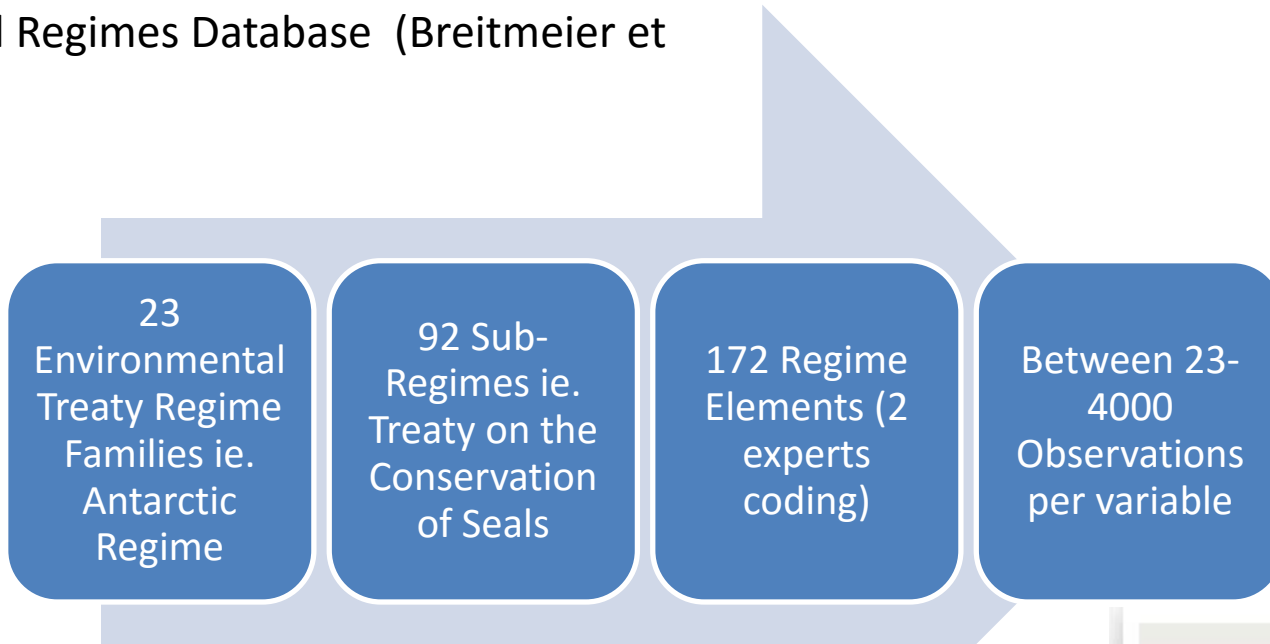 Regimes Database (Breitmeier et
23
Environmental
Treaty Regime
Families ie.
Antarctic
Regime
92 Sub-
Regimes ie.
Treaty on the
Conservation
of Seals
172 Regime
Elements (2
experts
coding)
Between 23-
4000
Observations
per variable